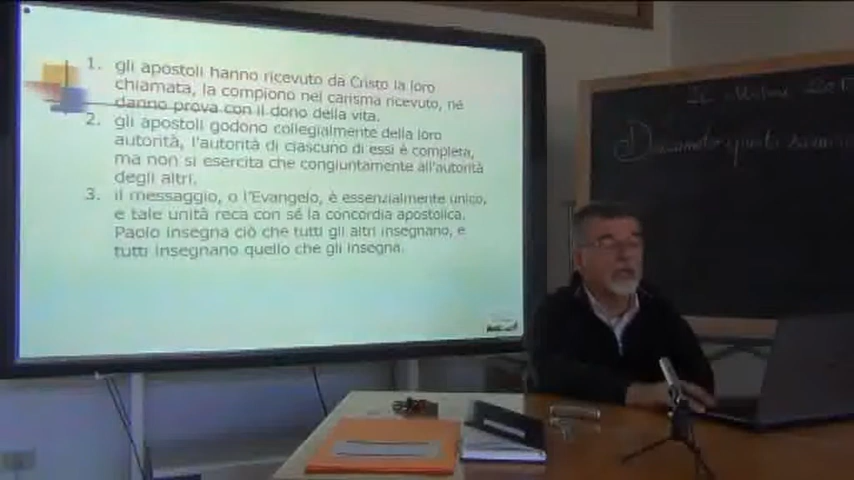 1. gli apostoli hanno ricevuto da Cristo la loro
chiamata, la compiono nel carisma ricevuto, né
danno prova con il dono della vita.
2. gli apostoli godono collegialmente della loro
autorità, l'autorità di ciascuno di essi è completa,
ma non si esercita che congiuntamente all'autorità
degli altri.
3. il messaggio, o l'Evangelo, è essenzialmente unico,
e tale unità reca con sé la concordia apostolica.
Paolo insegna ciò che tutti gli altri insegnano, e
tutti insegnano quello che gli insegna.